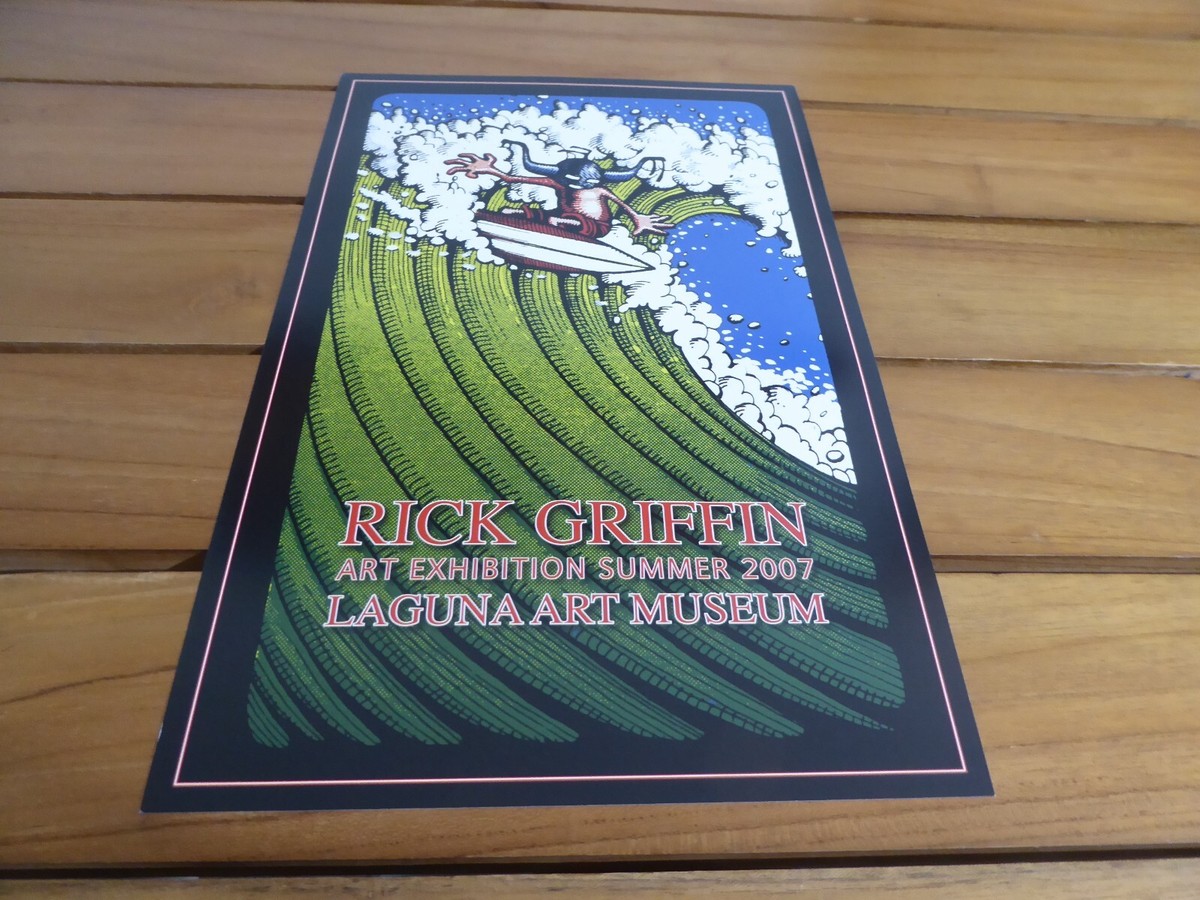 RICK GRIFFIN
ART EXHIBITION SUMMER 2007
LAGUNA ART MUSEUM